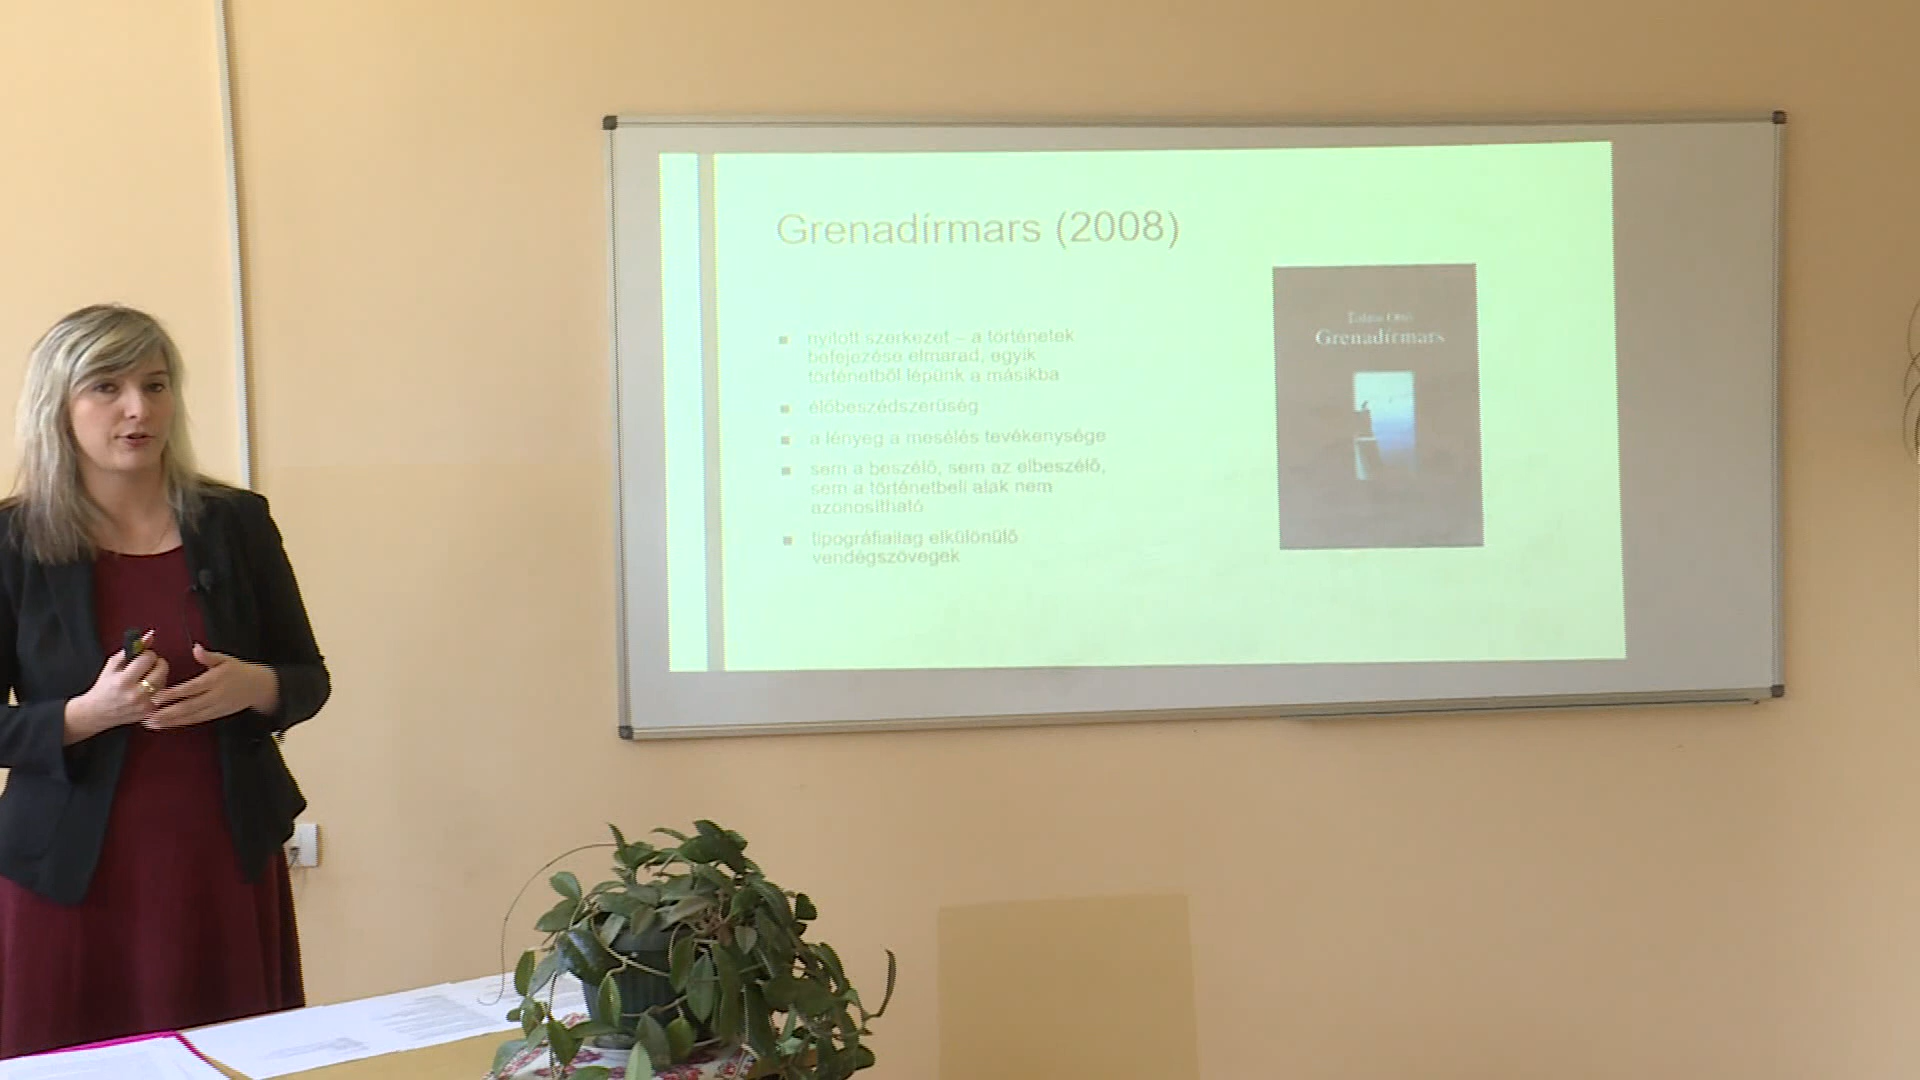 Grenadírmars (2008)
nyitott szerkezet – a történetek
befejezése elmarad, egyik
történetből lépünk a másikba
élőbeszédszerűség
a lényeg a mesélés tevékenysége
sem a beszélő, sem az elbeszélő,
sem a történetbeli alak nem
azonosítható
tipográfiailag elkülönülő
vendégszövegek
Tolnai Ottó
Grenadírmars